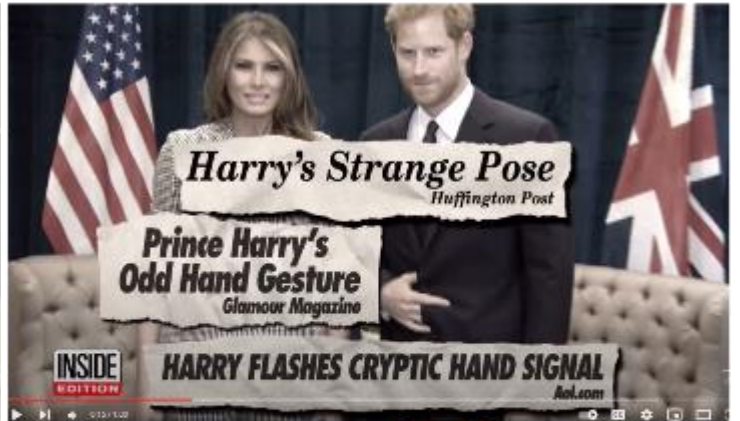 Harry's Strange Pose
Huffington Post
Prince Harry's
Odd Hand Gesture
Glamour Magazine
INSIDE
EDITION
HARRY FLASHES CRYPTIC HAND SIGNAL
Aol.com